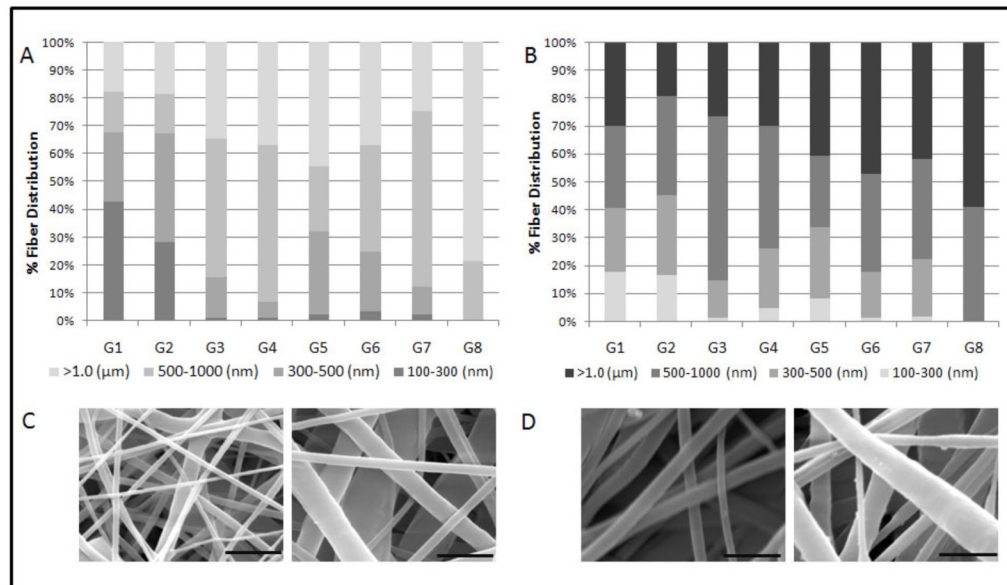 A
% Fiber Distribution
100%
90%
80%
70%
60%
50%
40%
30%
20%
10%
0%
G1 G2 G3 G4 G5 G6 G7 G8
>1.0 (µm) 500-1000 (nm) 300-500 (nm) 100-300 (nm)
B
% Fiber Distribution
100%
90%
80%
70%
60%
50%
40%
30%
20%
10%
0%
G1 G2 G3 G4 G5 G6 G7 G8
>1.0 (µm) 500-1000 (nm) 300-500 (nm) 100-300 (nm)
C
D